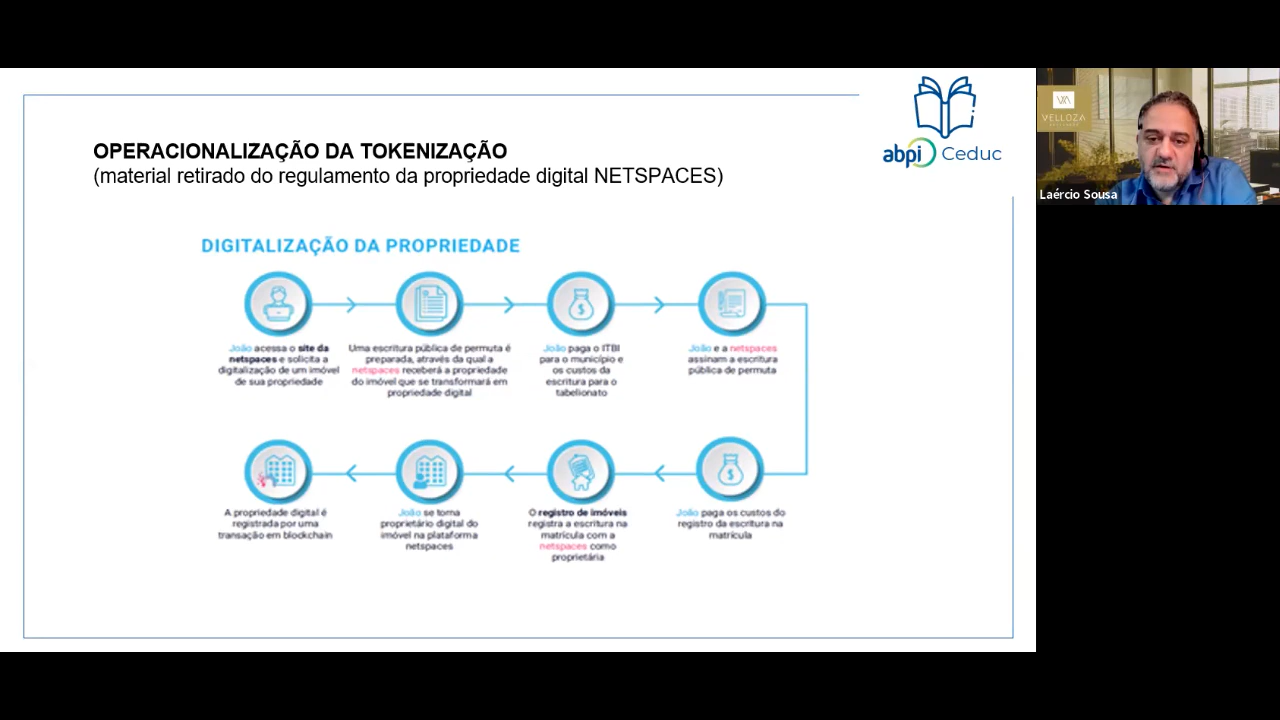 OPERACIONALIZAÇÃO DA TOKENIZAÇÃO
(material retirado do regulamento da propriedade digital NETSPACES)
abpi Ceduc
VELLOZA
Laércio Sousa
DIGITALIZAÇÃO DA PROPRIEDADE
João acessa o site da
netspaces e solicita a
digitalização de um imóvel
de sua propriedade
Uma escritura pública de permuta é
preparada, através da qual a
netspaces receberá a propriedade
do imóvel que se transformará em
propriedade digital
João paga o ITBI
para o município e
os custos da
escritura para o
tabelionato
João e a netspaces
assinam a escritura
pública de permuta
A propriedade digital é
registrada por uma
transação em blockchain
João se torna
proprietário digital do
imóvel na plataforma
netspaces
O registro de imóveis
registra a escritura na
matrícula com a
netspaces como
proprietária
João paga os custos do
registro da escritura na
matrícula